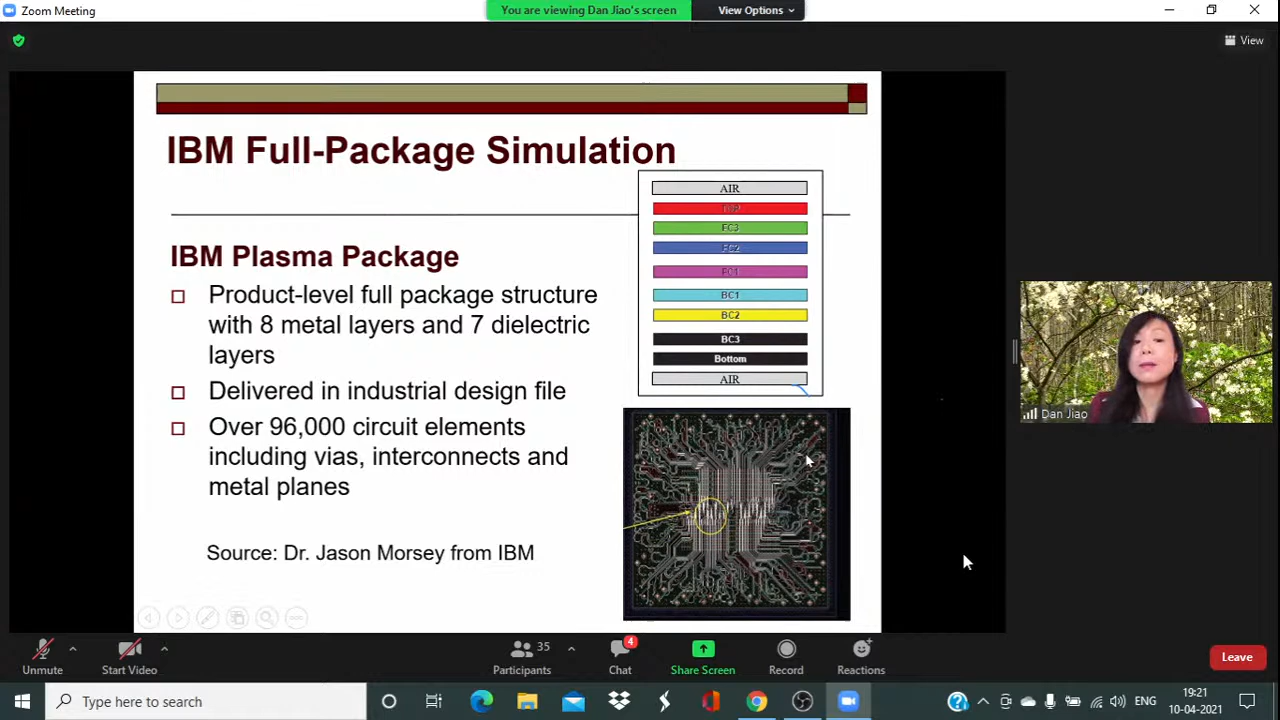 Zoom Meeting
You are viewing Dan Jiao's screen
View Options
View
IBM Full-Package Simulation
AIR
TOP
FC3
FC2
FC1
BC1
BC2
BC3
Bottom
AIR
IBM Plasma Package
Product-level full package structure
with 8 metal layers and 7 dielectric
layers
Delivered in industrial design file
Over 96,000 circuit elements
including vias, interconnects and
metal planes
Source: Dr. Jason Morsey from IBM
Dan Jiao
Unmute
Start Video
35
Participants
4
Chat
Share Screen
Record
Reactions
Leave
Type here to search
ENG
19:21
10-04-2021